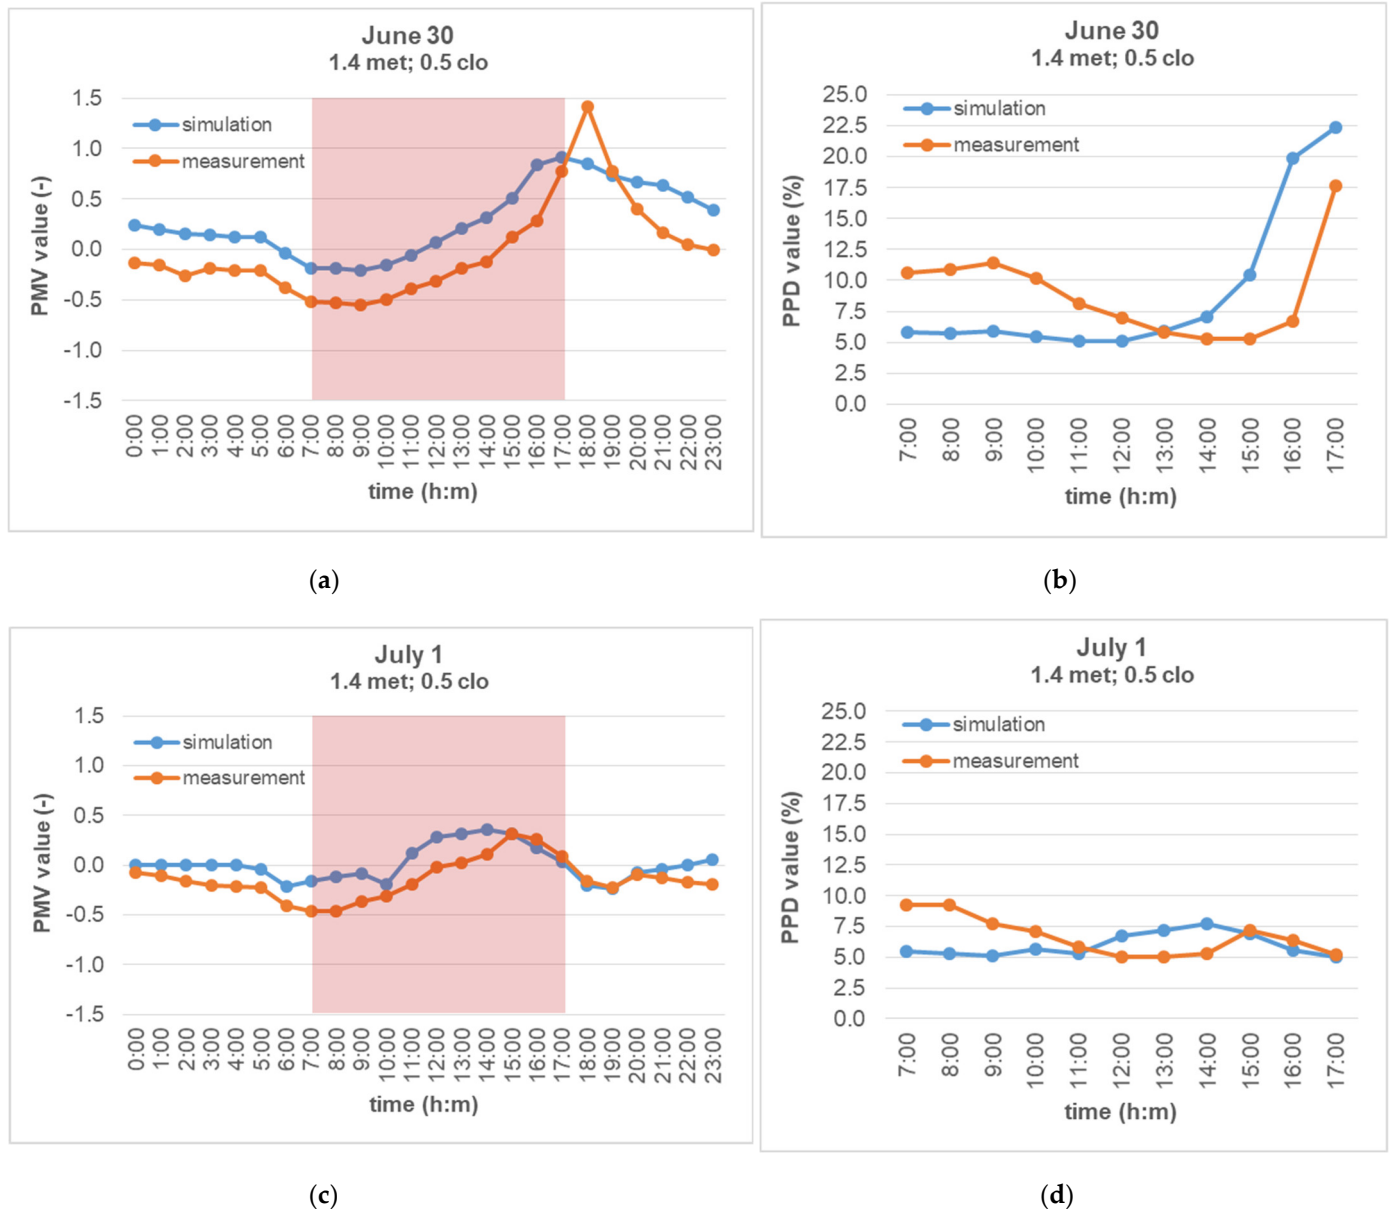 June 30
1.4 met; 0.5 clo
PMV value (-)
1.5
1.0
0.5
0.0
-0.5
-1.0
-1.5
simulation
measurement
0:00 1:00 2:00 3:00 4:00 5:00 6:00 7:00 8:00 9:00 10:00 11:00 12:00 13:00 14:00 15:00 16:00 17:00 18:00 19:00 20:00 21:00 22:00 23:00
time (h:m)
(a)
June 30
1.4 met; 0.5 clo
PPD value (%)
25.0
22.5
20.0
17.5
15.0
12.5
10.0
7.5
5.0
2.5
0.0
simulation
measurement
7:00 8:00 9:00 10:00 11:00 12:00 13:00 14:00 15:00 16:00 17:00
time (h:m)
(b)
July 1
1.4 met; 0.5 clo
PMV value (-)
1.5
1.0
0.5
0.0
-0.5
-1.0
-1.5
simulation
measurement
0:00 1:00 2:00 3:00 4:00 5:00 6:00 7:00 8:00 9:00 10:00 11:00 12:00 13:00 14:00 15:00 16:00 17:00 18:00 19:00 20:00 21:00 22:00 23:00
time (h:m)
(c)
July 1
1.4 met; 0.5 clo
PPD value (%)
25.0
22.5
20.0
17.5
15.0
12.5
10.0
7.5
5.0
2.5
0.0
simulation
measurement
7:00 8:00 9:00 10:00 11:00 12:00 13:00 14:00 15:00 16:00 17:00
time (h:m)
(d)